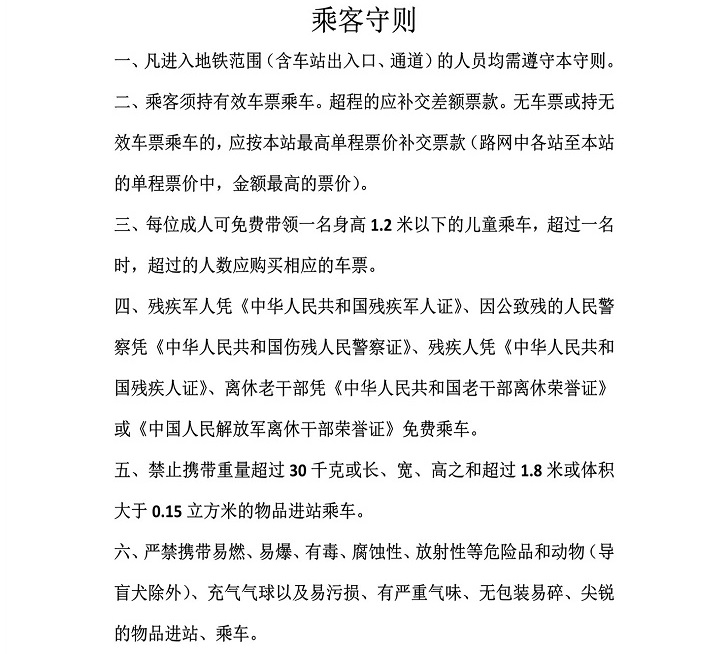 乘客守则
一、凡进入地铁范围（含车站出入口、通道）的人员均需遵守本守则。
二、乘客须持有效车票乘车。超程的应补交差额票款。无车票或持无
效车票乘车的，应按本站最高单程票价补交票款（路网中各站至本站
的单程票价中，金额最高的票价）。
三、每位成人可免费带领一名身高 1.2 米以下的儿童乘车，超过一名
时，超过的人数应购买相应的车票。
四、残疾军人凭《中华人民共和国残疾军人证》、因公致残的人民警
察凭《中华人民共和国伤残人民警察证》、残疾人凭《中华人民共和
国残疾人证》、离休老干部凭《中华人民共和国老干部离休荣誉证》
或《中国人民解放军离休干部荣誉证》免费乘车。
五、禁止携带重量超过 30 千克或长、宽、高之和超过 1.8 米或体积
大于 0.15 立方米的物品进站乘车。
六、严禁携带易燃、易爆、有毒、腐蚀性、放射性等危险品和动物（导
盲犬除外）、充气气球以及易污损、有严重气味、无包装易碎、尖锐
的物品进站、乘车。